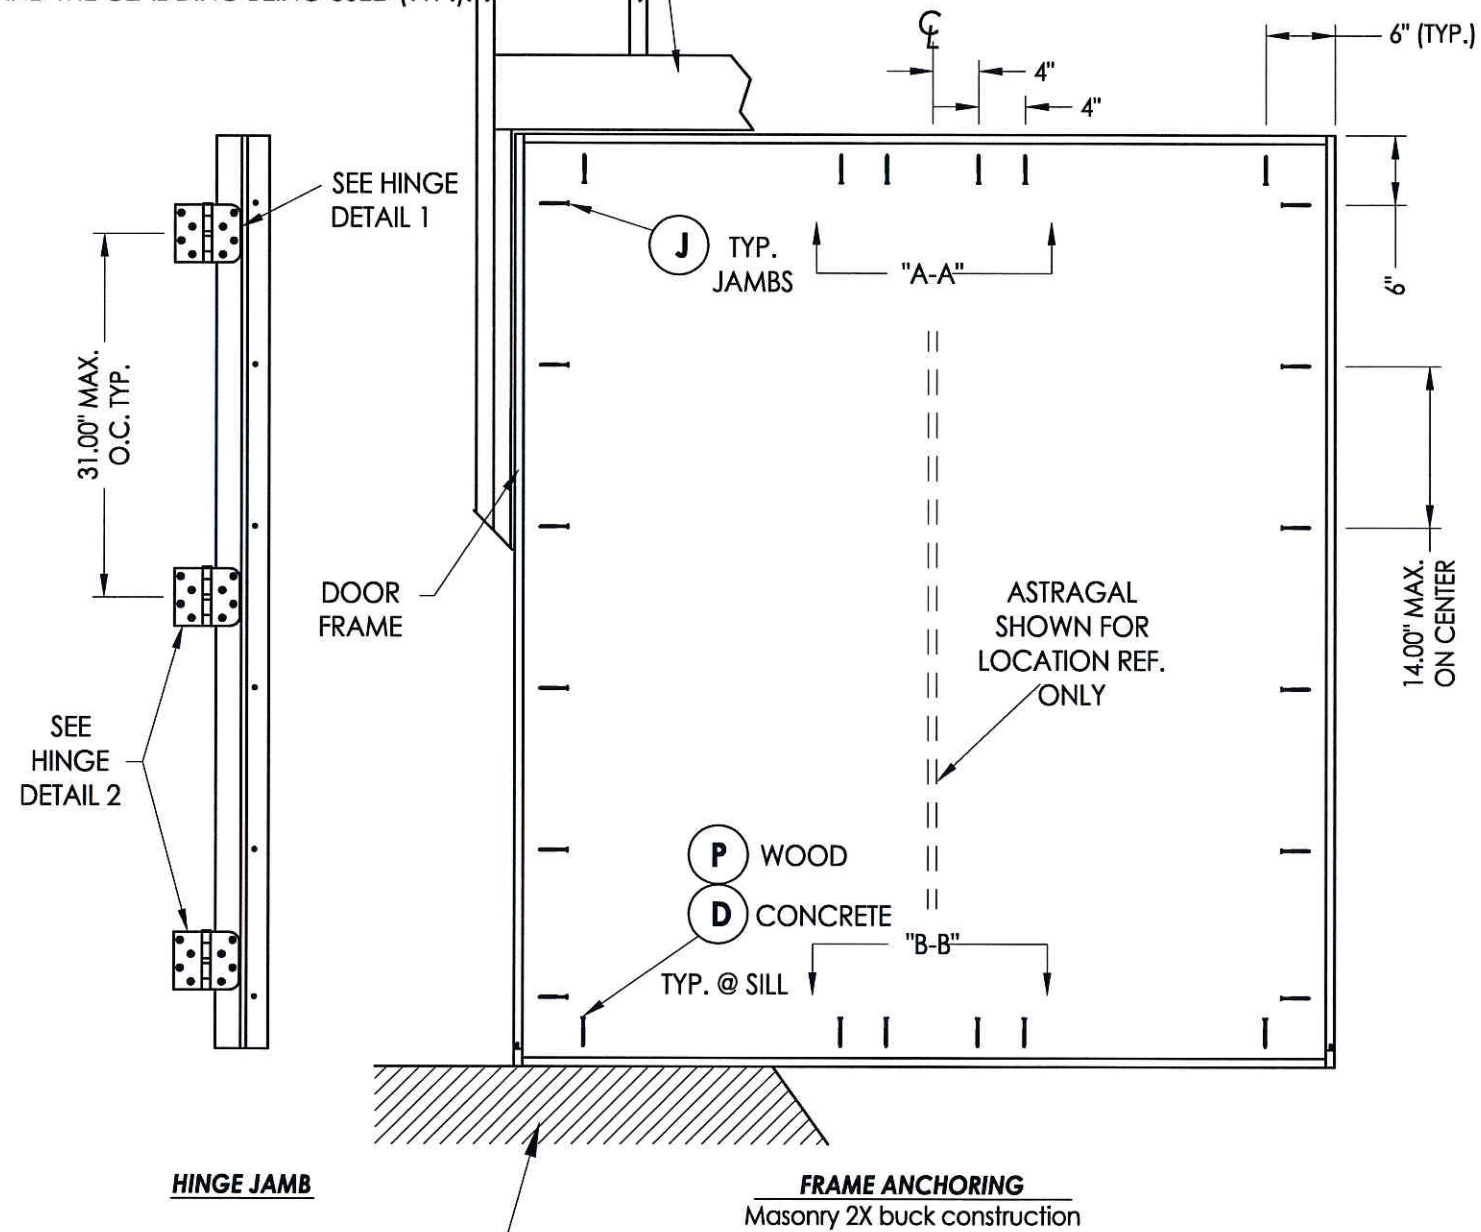 CL
6" (TYP.)
4"
4"
SEE HINGE
DETAIL 1
J
TYP.
JAMBS
"A-A"
6"
31.00" MAX.
O.C. TYP.
DOOR
FRAME
ASTRAGAL
SHOWN FOR
LOCATION REF.
ONLY
14.00" MAX.
ON CENTER
SEE
HINGE
DETAIL 2
P WOOD
D CONCRETE
"B-B"
TYP. @ SILL
HINGE JAMB
FRAME ANCHORING
Masonry 2X buck construction